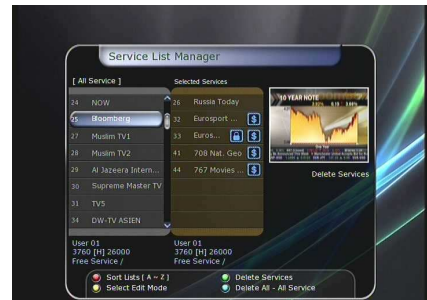 Service List Manager
[ All Service ]
Selected Services
24 NOW
25 Bloomberg
27 Muslim TV1
28 Muslim TV2
29 Al Jazeera Intern...
30 Supreme Master TV
31 TV5
34 DW-TV ASIEN
26 Russia Today
32 Eurosport ... $
33 Euros... $
41 708 Nat. Geo $
44 767 Movies ... $
10 YEAR NOTE
Delete Services
User 01
3760 [H] 26000
Free Service /
User 01
3760 [H] 26000
Free Service /
Sort Lists [ A ~ Z ]
Delete Services
Select Edit Mode
Delete All - All Service